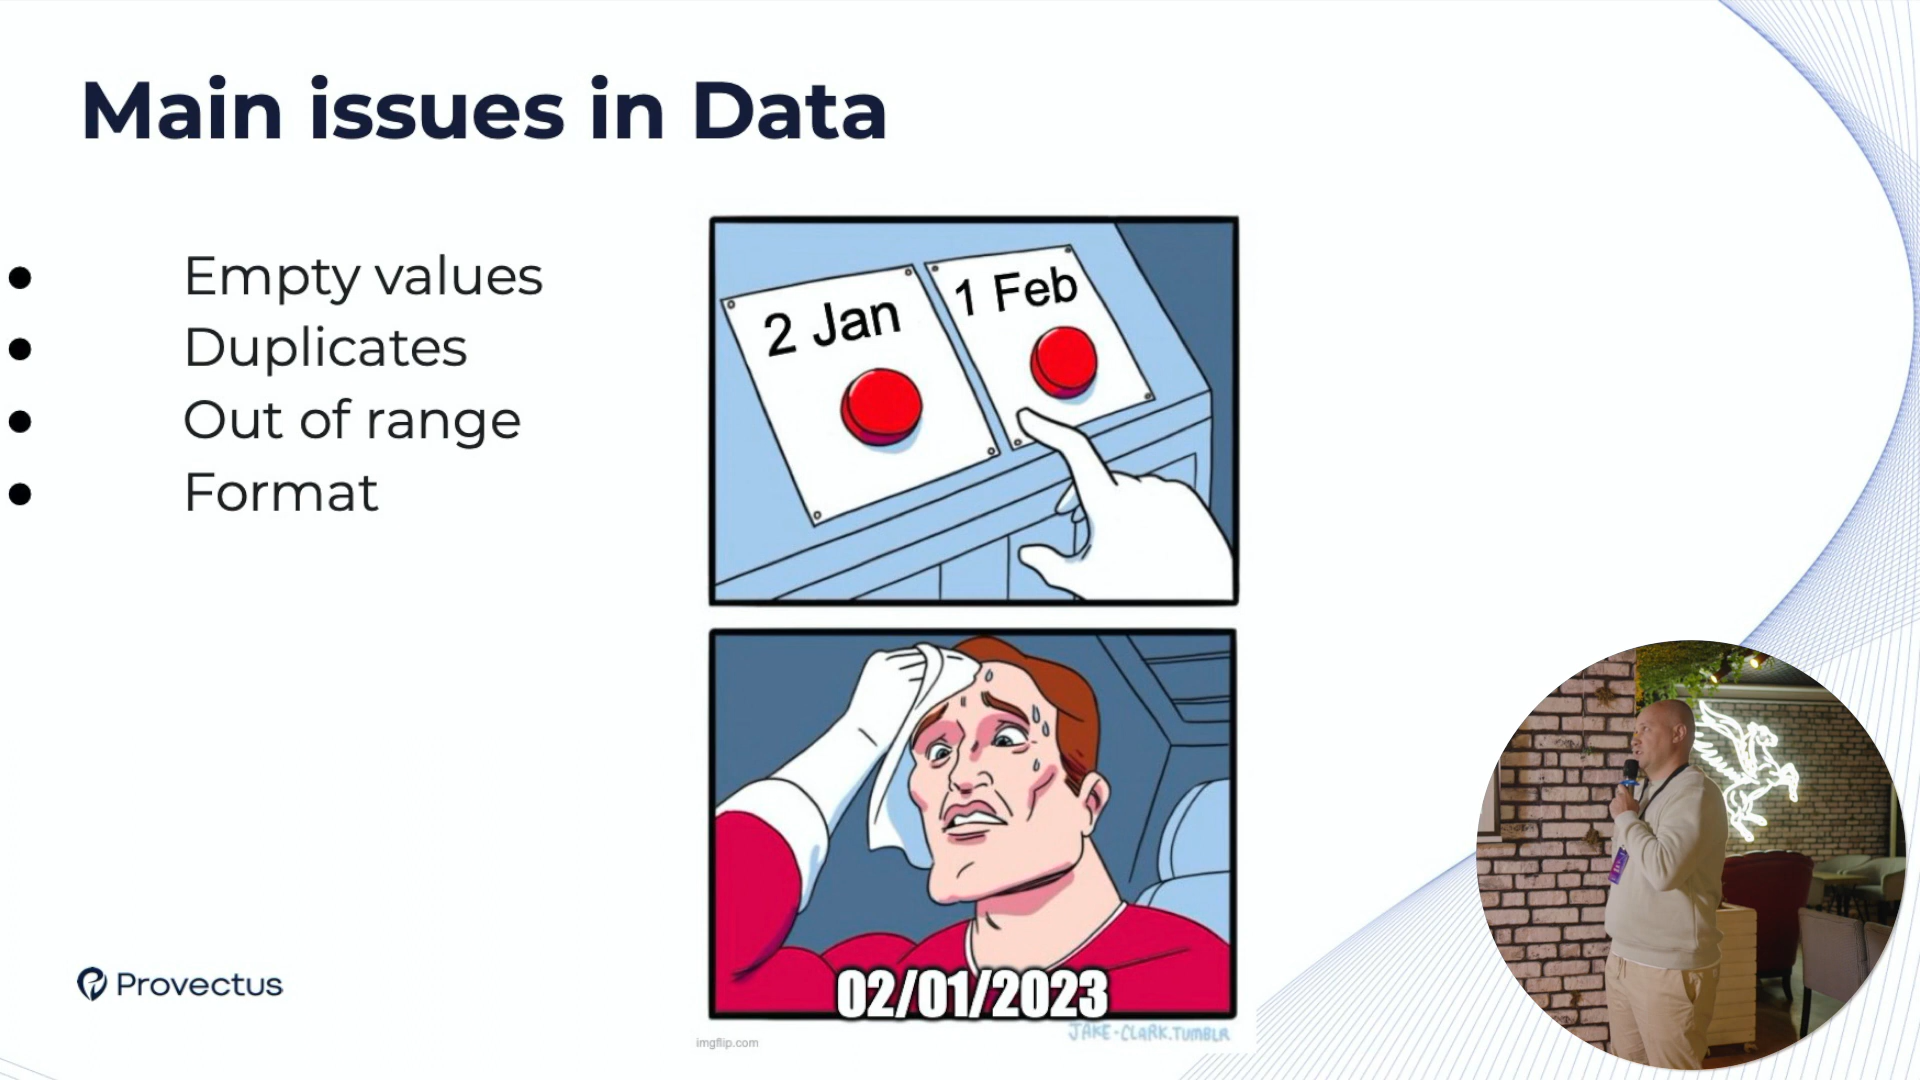 Main issues in Data
Empty values
Duplicates
Out of range
Format
2 Jan
1 Feb
02/01/2023
JAKE-CLARK.TUMBLR
imgflip.com
Provectus